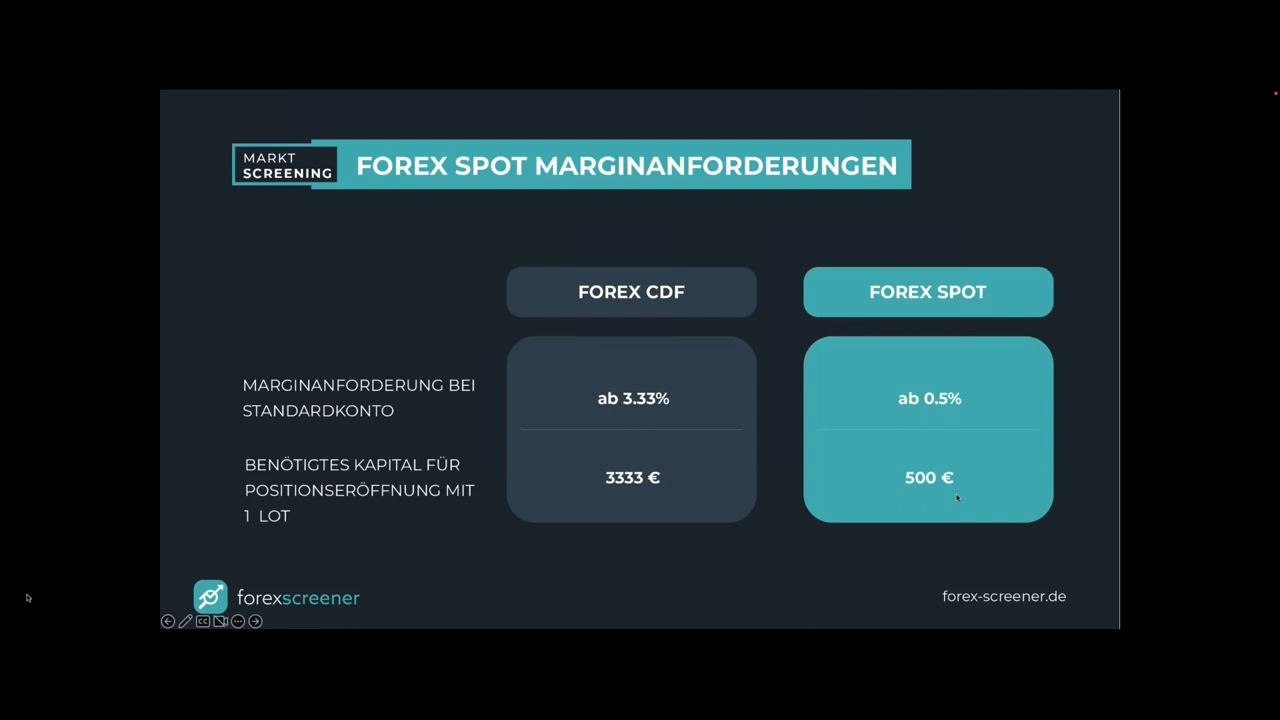 MARKT
SCREENING
FOREX SPOT MARGINANFORDERUNGEN
FOREX CDF
FOREX SPOT
MARGINANFORDERUNG BEI
STANDARDKONTO
ab 3.33%
ab 0.5%
BENÖTIGTES KAPITAL FÜR
POSITIONSERÖFFNUNG MIT
1 LOT
3333 €
500 €
forexscreener
forex-screener.de
CC